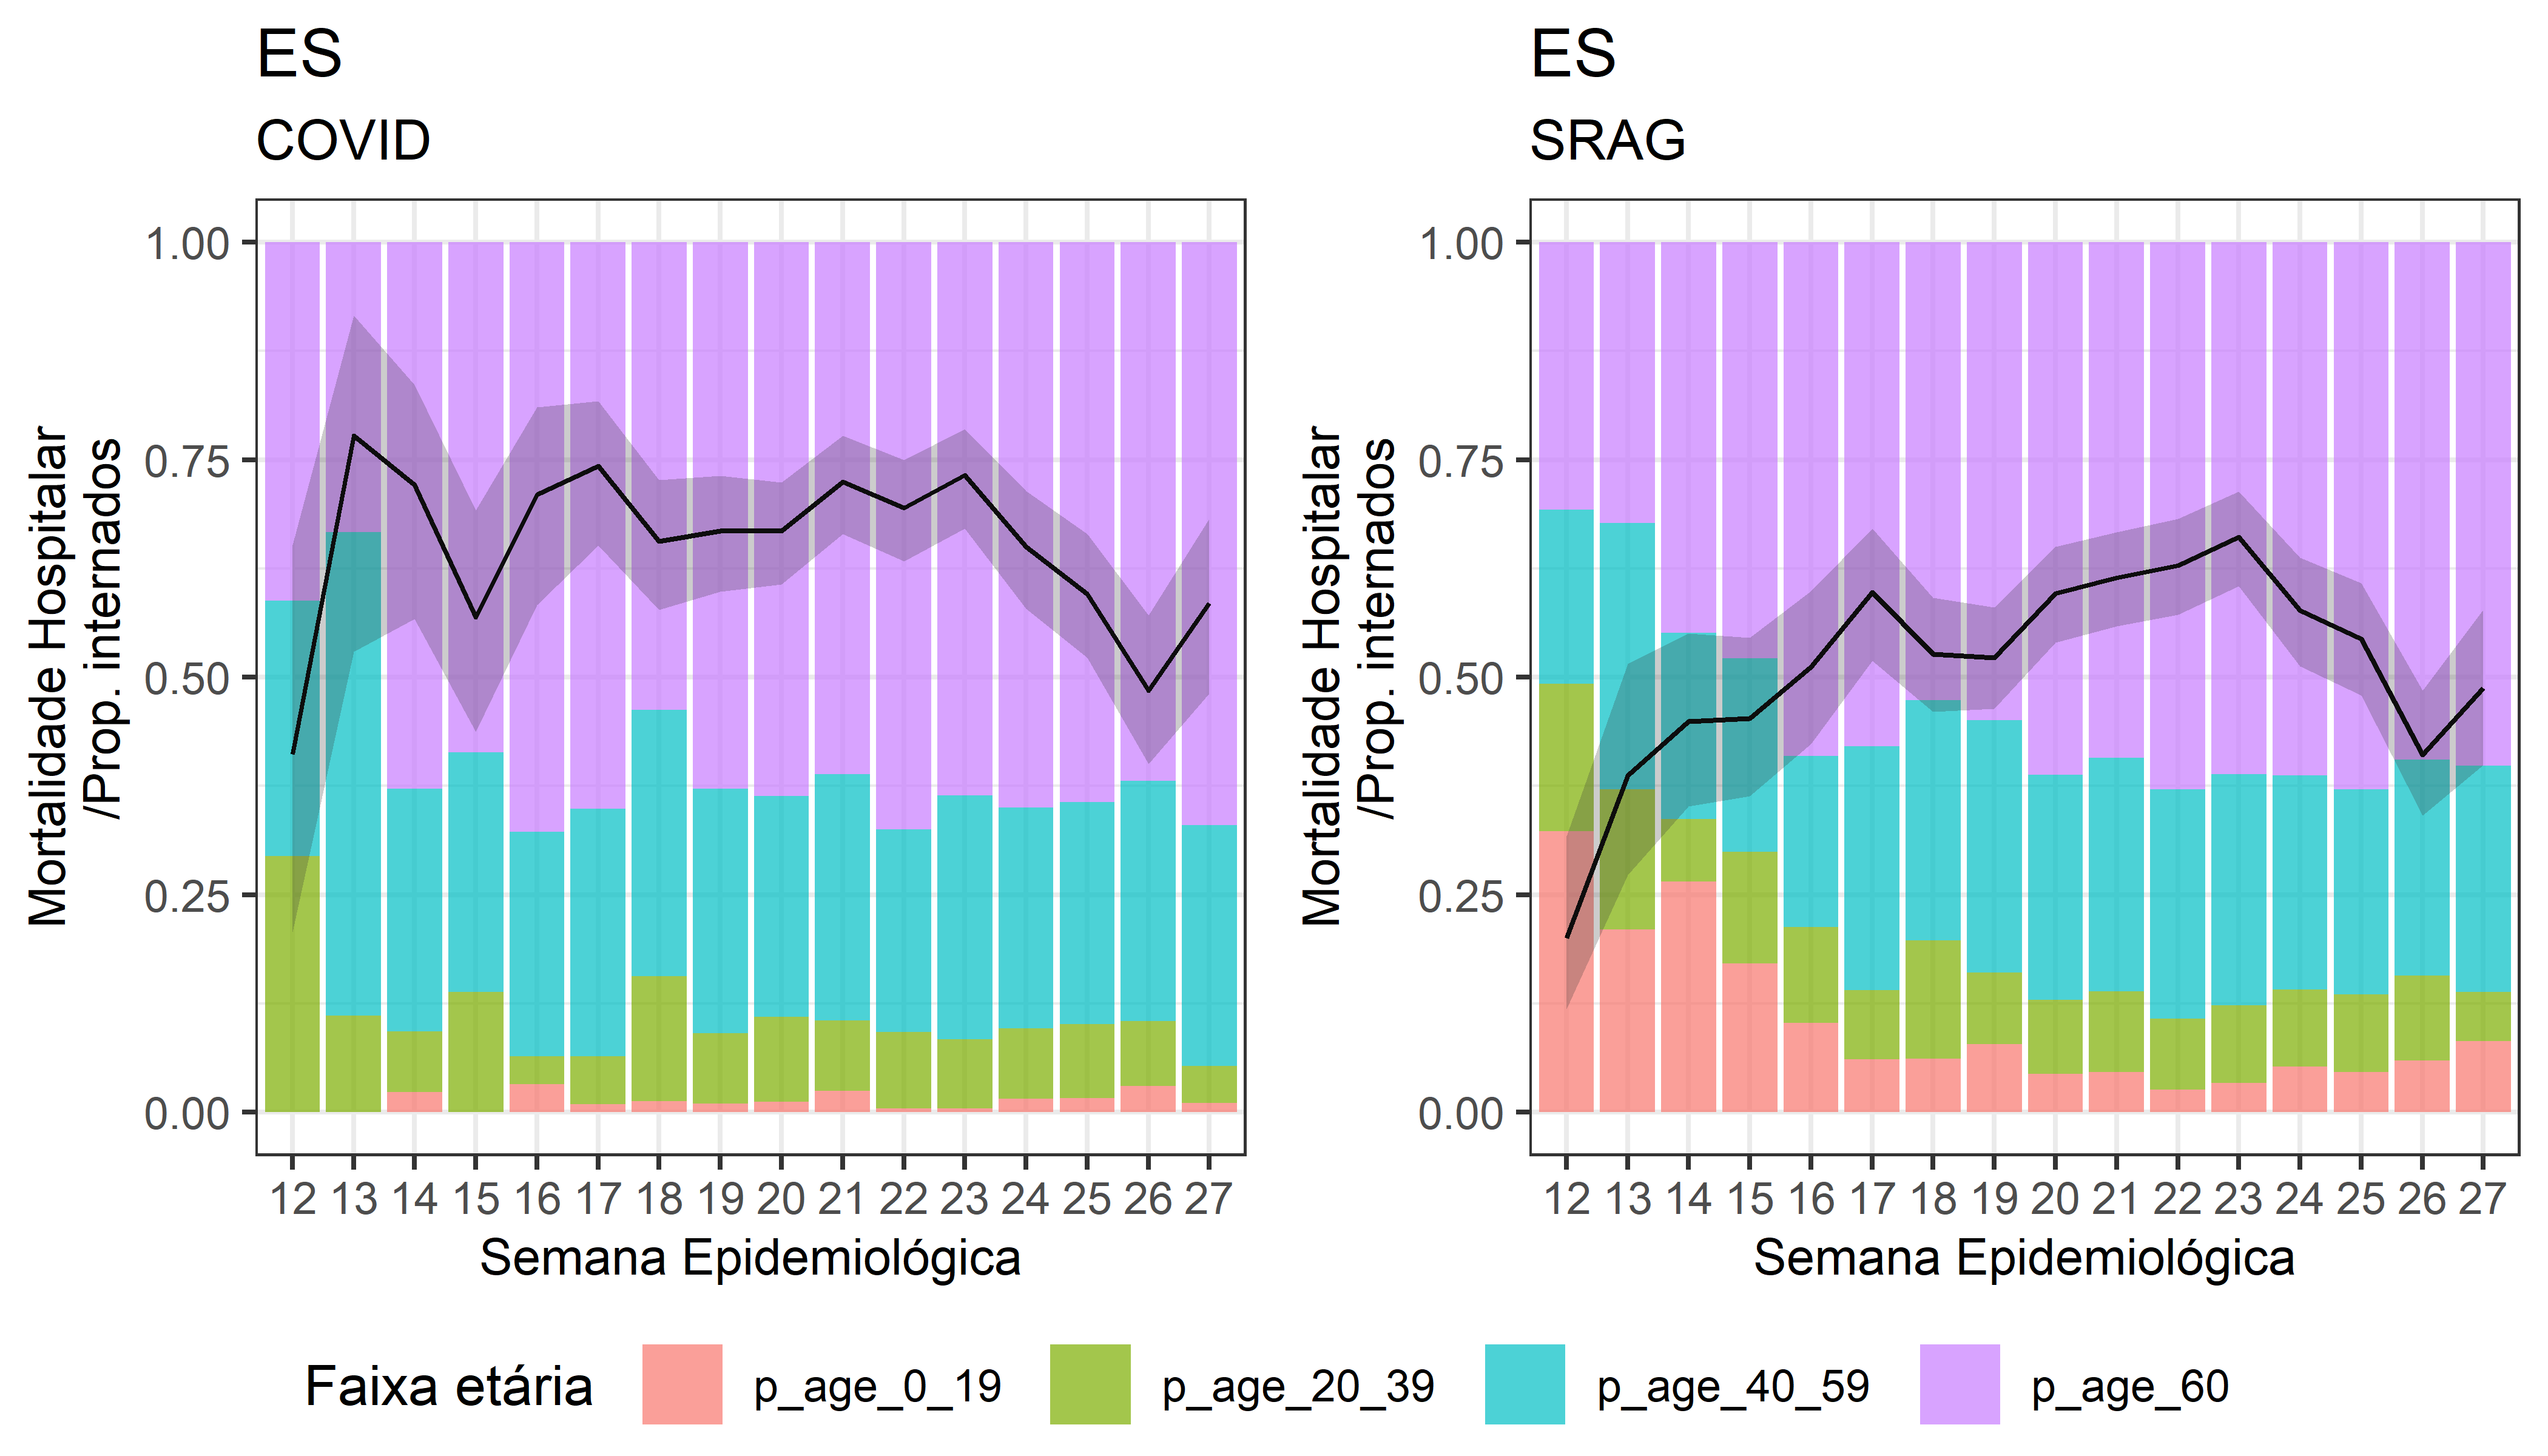 ES
COVID
Mortalidade Hospitalar
/Prop. internados
1.00
0.75
0.50
0.25
0.00
12 13 14 15 16 17 18 19 20 21 22 23 24 25 26 27
Semana Epidemiológica
ES
SRAG
Mortalidade Hospitalar
/Prop. internados
1.00
0.75
0.50
0.25
0.00
12 13 14 15 16 17 18 19 20 21 22 23 24 25 26 27
Semana Epidemiológica
Faixa etária p_age_0_19 p_age_20_39 p_age_40_59 p_age_60